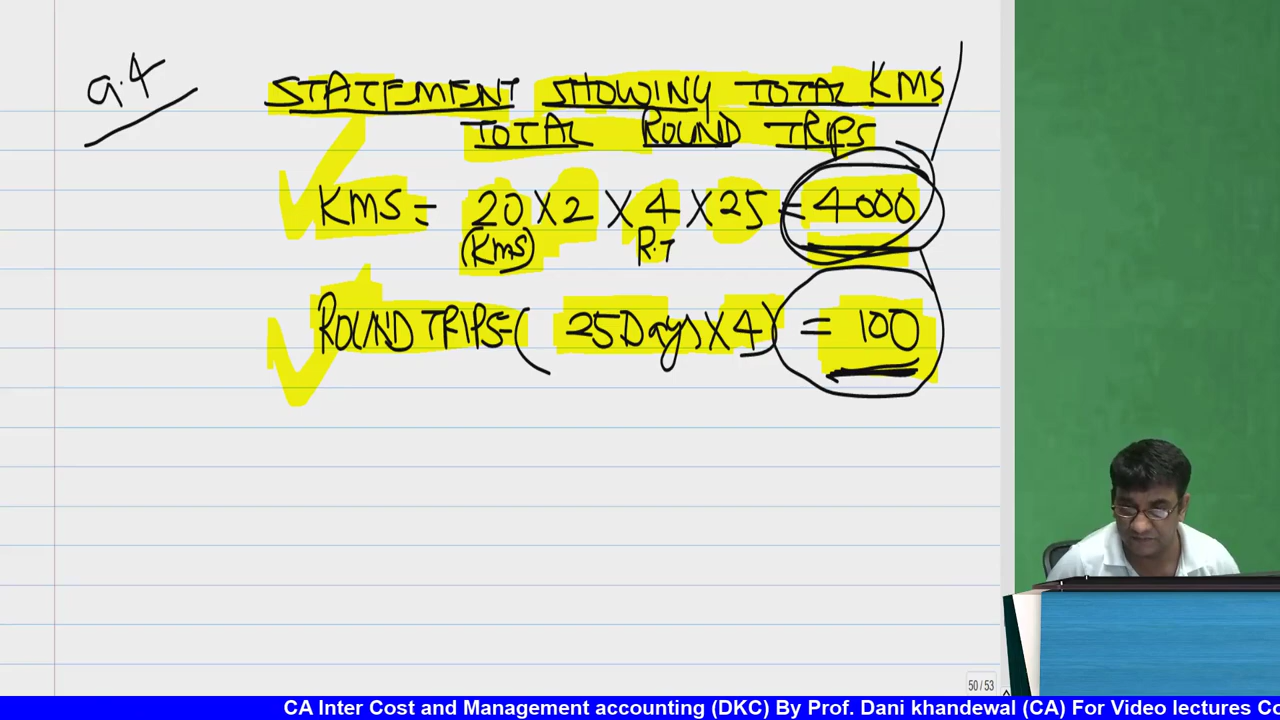 Q.4
STATEMENT SHOWING TOTAL KMS
TOTAL ROUND TRIPS
KMS = 20 X 2 X 4 X 25 = 4000
(KMS) R.T
ROUND TRIPS = ( 25 Days X 4 ) = 100
50 / 53
CA Inter Cost and Management accounting (DKC) By Prof. Dani khandewal (CA) For Video lectures Co